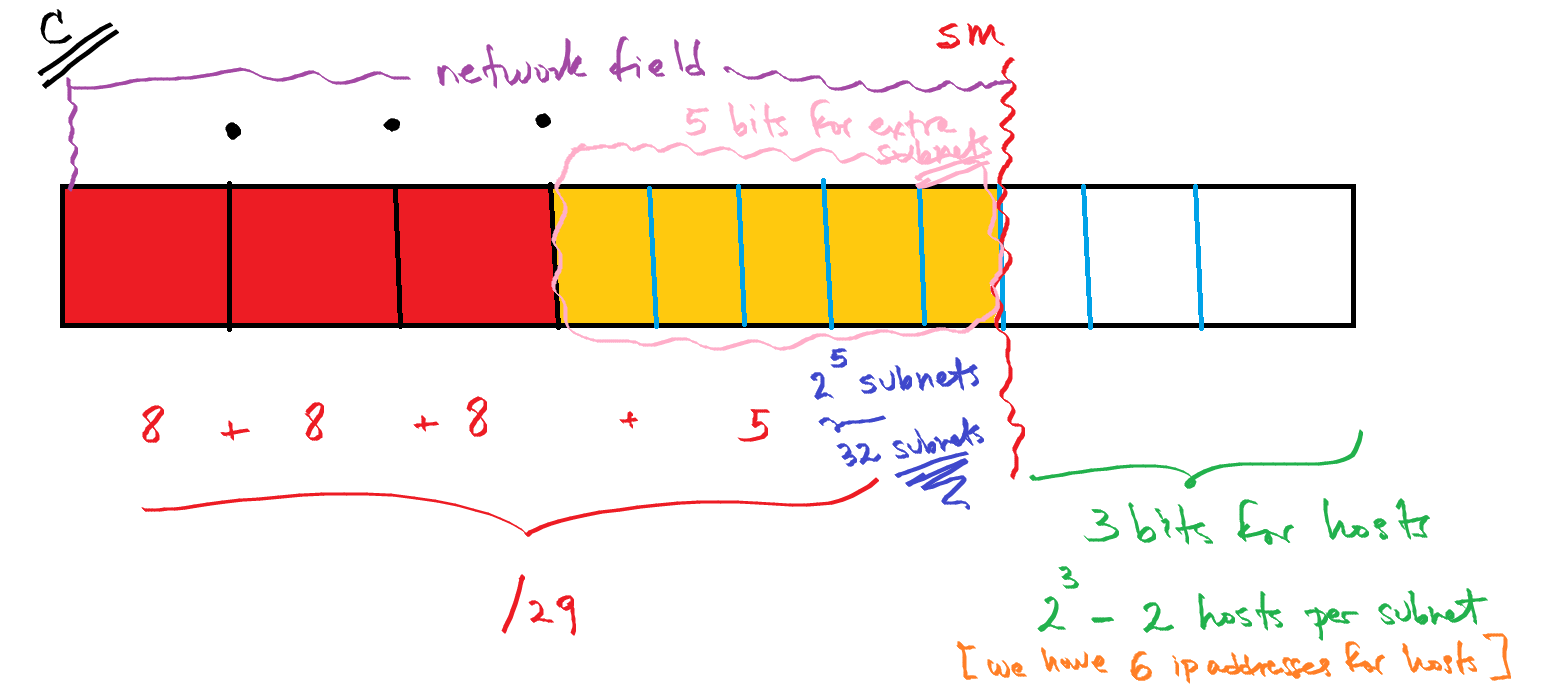 C
sm
network field
5 bits for extra
subnets
8 + 8 + 8 + 5
2^5 subnets
32 subnets
/29
3 bits for hosts
2^3 - 2 hosts per subnet
[we have 6 ip addresses for hosts]